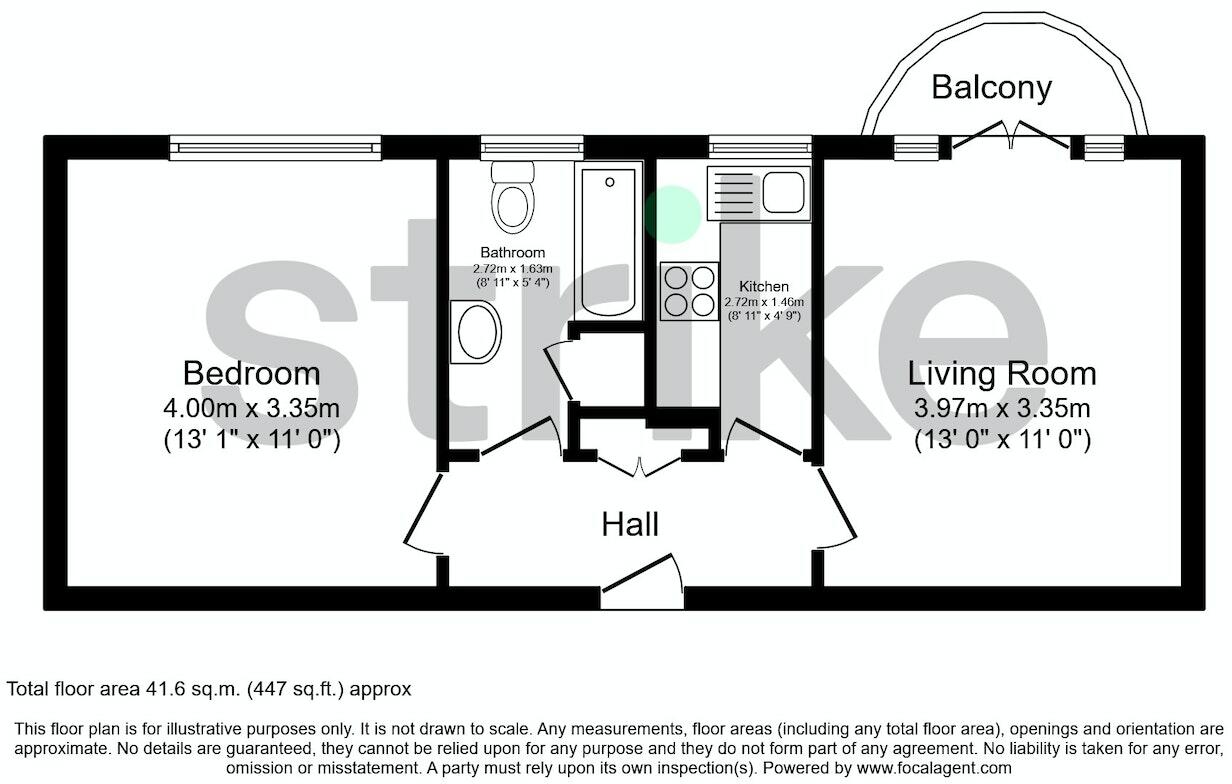 Balcony
Bathroom
2.72m x 1.63m
(8' 11" x 5' 4")
Kitchen
2.72m x 1.46m
(8' 11" x 4' 9")
strike
Bedroom
4.00m x 3.35m
(13' 1" x 11' 0")
Living Room
3.97m x 3.35m
(13' 0" x 11' 0")
Hall
Total floor area 41.6 sq.m. (447 sq.ft.) approx
This floor plan is for illustrative purposes only. It is not drawn to scale. Any measurements, floor areas (including any total floor area), openings and orientation are
approximate. No details are guaranteed, they cannot be relied upon for any purpose and they do not form part of any agreement. No liability is taken for any error,
omission or misstatement. A party must rely upon its own inspection(s). Powered by www.focalagent.com